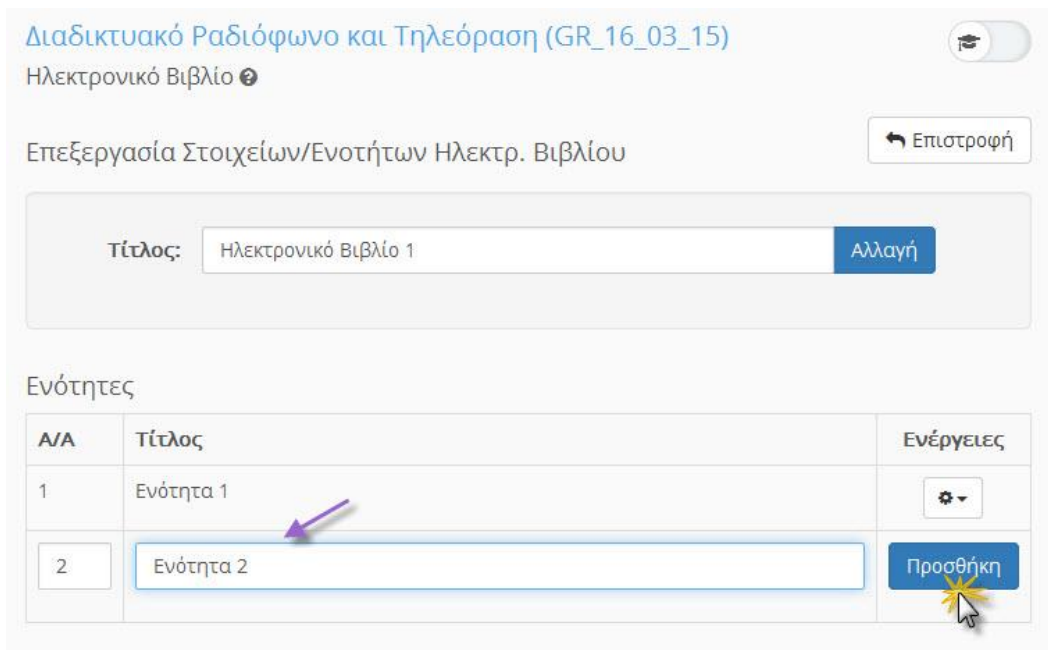 Διαδικτυακό Ραδιόφωνο και Τηλεόραση (GR_16_03_15)
Ηλεκτρονικό Βιβλίο
Επεξεργασία Στοιχείων/Ενοτήτων Ηλεκτρ. Βιβλίου
Επιστροφή
Τίτλος: Ηλεκτρονικό Βιβλίο 1 Αλλαγή
Ενότητες
Α/Α Τίτλος Ενέργειες
1 Ενότητα 1
2 Ενότητα 2 Προσθήκη